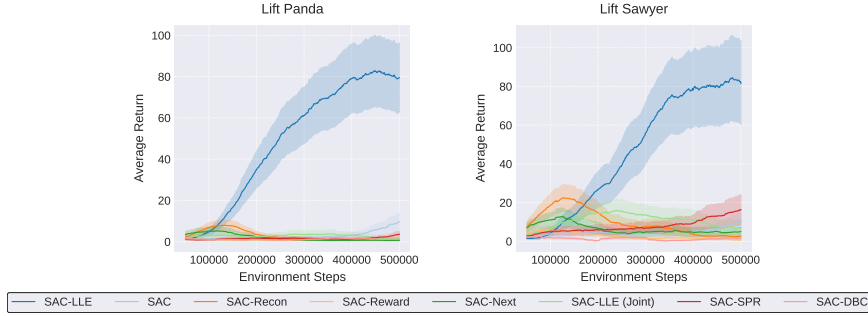 Lift Panda
Lift Sawyer
Average Return
100
80
60
40
20
0
100000 200000 300000 400000 500000
Environment Steps
Average Return
100
80
60
40
20
0
100000 200000 300000 400000 500000
Environment Steps
SAC-LLE SAC SAC-Recon SAC-Reward SAC-Next SAC-LLE (Joint) SAC-SPR SAC-DBC